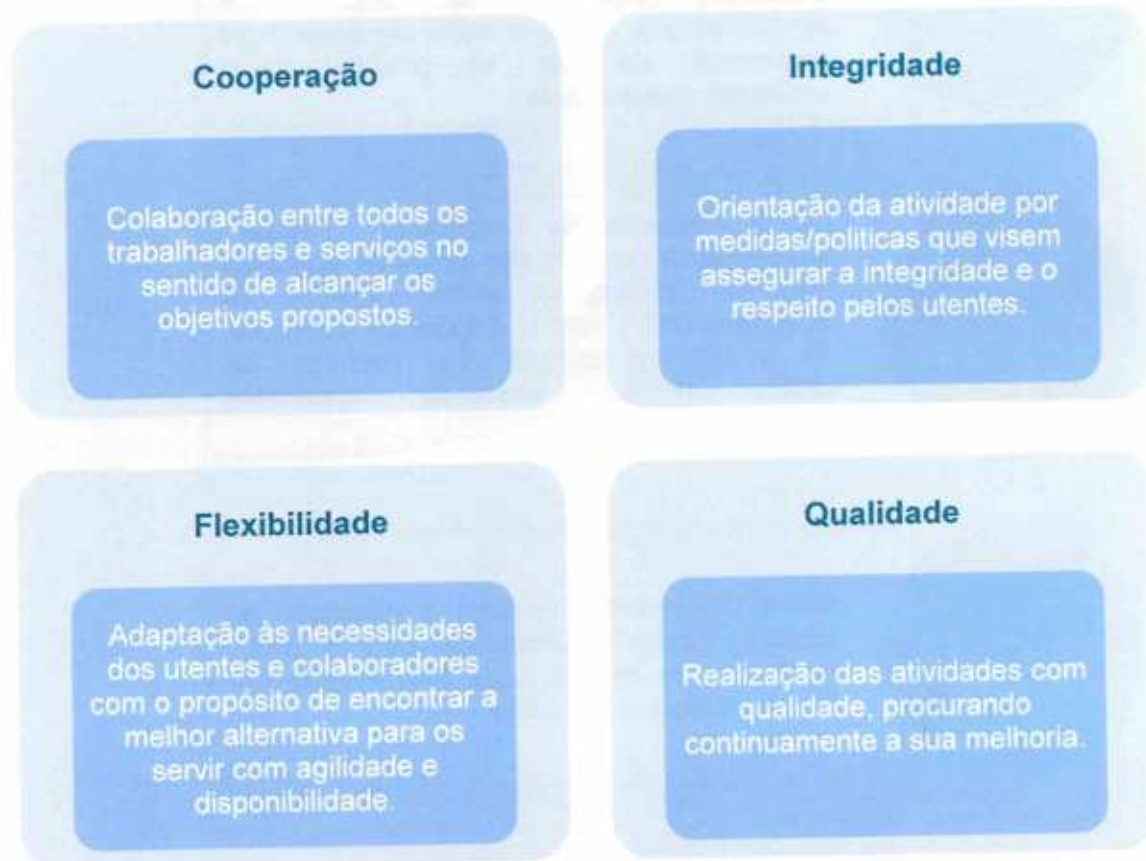 Cooperação
Colaboração entre todos os
trabalhadores e serviços no
sentido de alcançar os
objetivos propostos.
Integridade
Orientação da atividade por
medidas/politicas que visem
assegurar a integridade e o
respeito pelos utentes.
Flexibilidade
Adaptação às necessidades
dos utentes e colaboradores
com o propósito de encontrar a
melhor alternativa para os
servir com agilidade e
disponibilidade.
Qualidade
Realização das atividades com
qualidade, procurando
continuamente a sua melhoria.